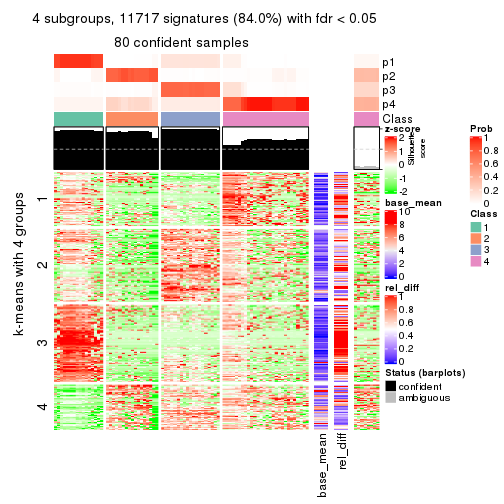 4 subgroups, 11717 signatures (84.0%) with fdr < 0.05
80 confident samples
p1
p2
p3
p4
Class
Silhouette
score
k-means with 4 groups
1
2
3
4
base_mean
rel_diff
z-score
2
1
0
-1
-2
base_mean
10
8
6
4
2
0
rel_diff
1
0.8
0.6
0.4
0.2
0
Status (barplots)
confident
ambiguous
Prob
1
0.8
0.6
0.4
0.2
0
Class
1
2
3
4